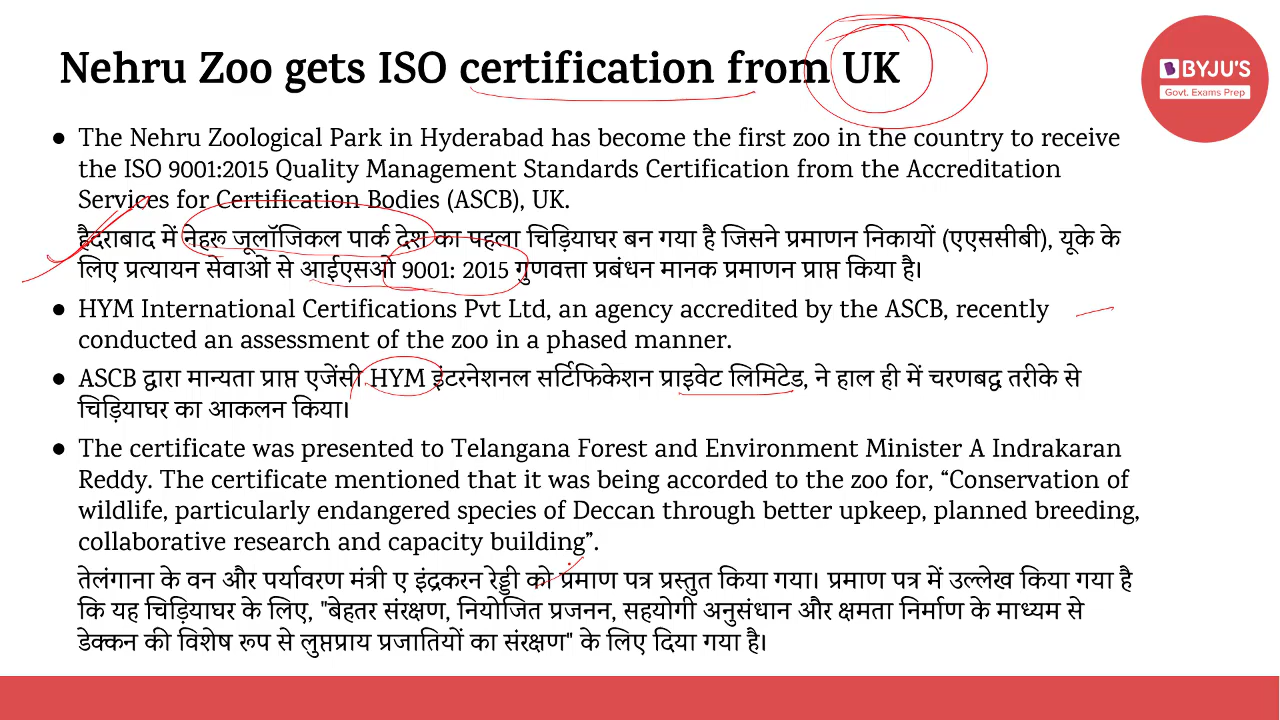 Nehru Zoo gets ISO certification from UK
BYJU'S
Govt. Exams Prep
● The Nehru Zoological Park in Hyderabad has become the first zoo in the country to receive
the ISO 9001:2015 Quality Management Standards Certification from the Accreditation
Services for Certification Bodies (ASCB), UK.
हैदराबाद में नेहरू जूलॉजिकल पार्क देश का पहला चिड़ियाघर बन गया है जिसने प्रमाणन निकायों (एएससीबी), यूके के
लिए प्रत्यायन सेवाओं से आईएसओ 9001: 2015 गुणवत्ता प्रबंधन मानक प्रमाणन प्राप्त किया है।
● HYM International Certifications Pvt Ltd, an agency accredited by the ASCB, recently
conducted an assessment of the zoo in a phased manner.
● ASCB द्वारा मान्यता प्राप्त एजेंसी HYM इंटरनेशनल सर्टिफिकेशन प्राइवेट लिमिटेड, ने हाल ही में चरणबद्ध तरीके से
चिड़ियाघर का आकलन किया।
● The certificate was presented to Telangana Forest and Environment Minister A Indrakaran
Reddy. The certificate mentioned that it was being accorded to the zoo for, “Conservation of
wildlife, particularly endangered species of Deccan through better upkeep, planned breeding,
collaborative research and capacity building”.
तेलंगाना के वन और पर्यावरण मंत्री ए इंद्रकरन रेड्डी को प्रमाण पत्र प्रस्तुत किया गया। प्रमाण पत्र में उल्लेख किया गया है
कि यह चिड़ियाघर के लिए, "बेहतर संरक्षण, नियोजित प्रजनन, सहयोगी अनुसंधान और क्षमता निर्माण के माध्यम से
डेक्कन की विशेष रूप से लुप्तप्राय प्रजातियों का संरक्षण" के लिए दिया गया है।